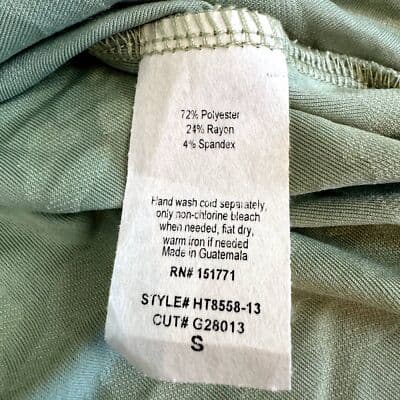 72% Polyester
24% Rayon
4% Spandex
Hand wash cold separately,
only non-chlorine bleach
when needed, flat dry,
warm iron if needed
Made in Guatemala
RN# 151771
STYLE# HT8558-13
CUT# G28013
S